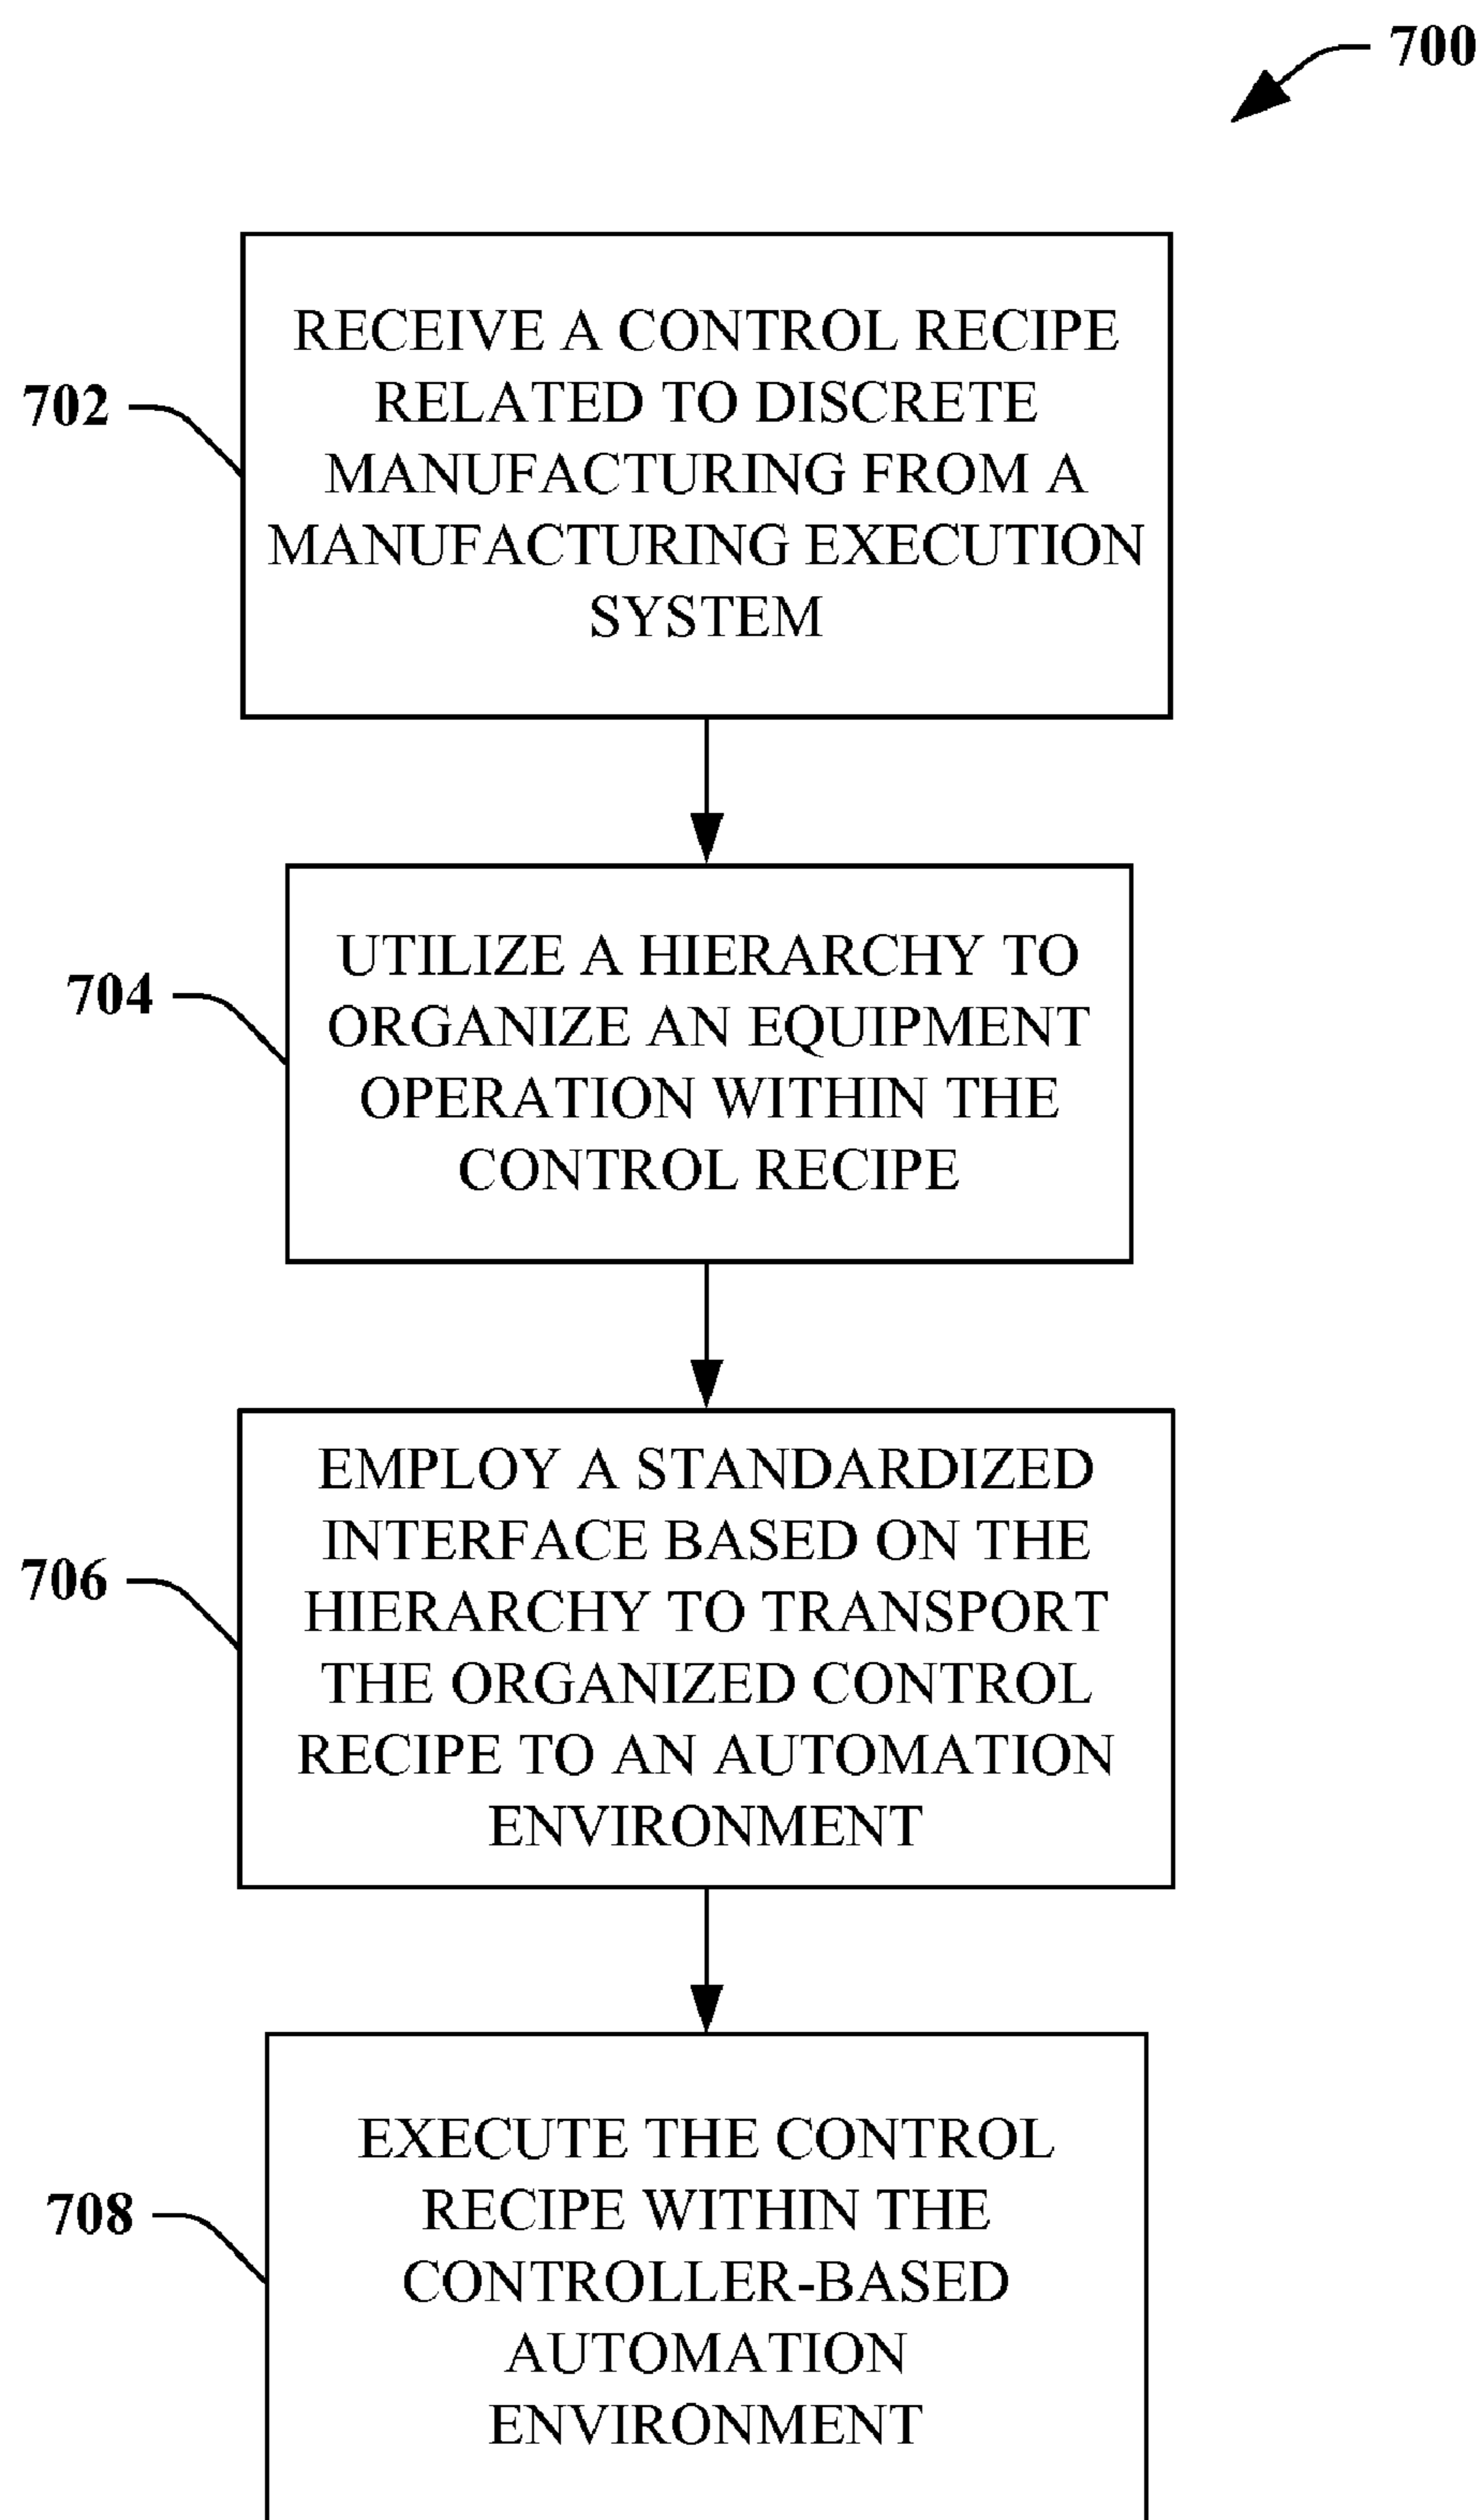 700
702
RECEIVE A CONTROL RECIPE
RELATED TO DISCRETE
MANUFACTURING FROM A
MANUFACTURING EXECUTION
SYSTEM
704
UTILIZE A HIERARCHY TO
ORGANIZE AN EQUIPMENT
OPERATION WITHIN THE
CONTROL RECIPE
706
EMPLOY A STANDARDIZED
INTERFACE BASED ON THE
HIERARCHY TO TRANSPORT
THE ORGANIZED CONTROL
RECIPE TO AN AUTOMATION
ENVIRONMENT
708
EXECUTE THE CONTROL
RECIPE WITHIN THE
CONTROLLER-BASED
AUTOMATION
ENVIRONMENT